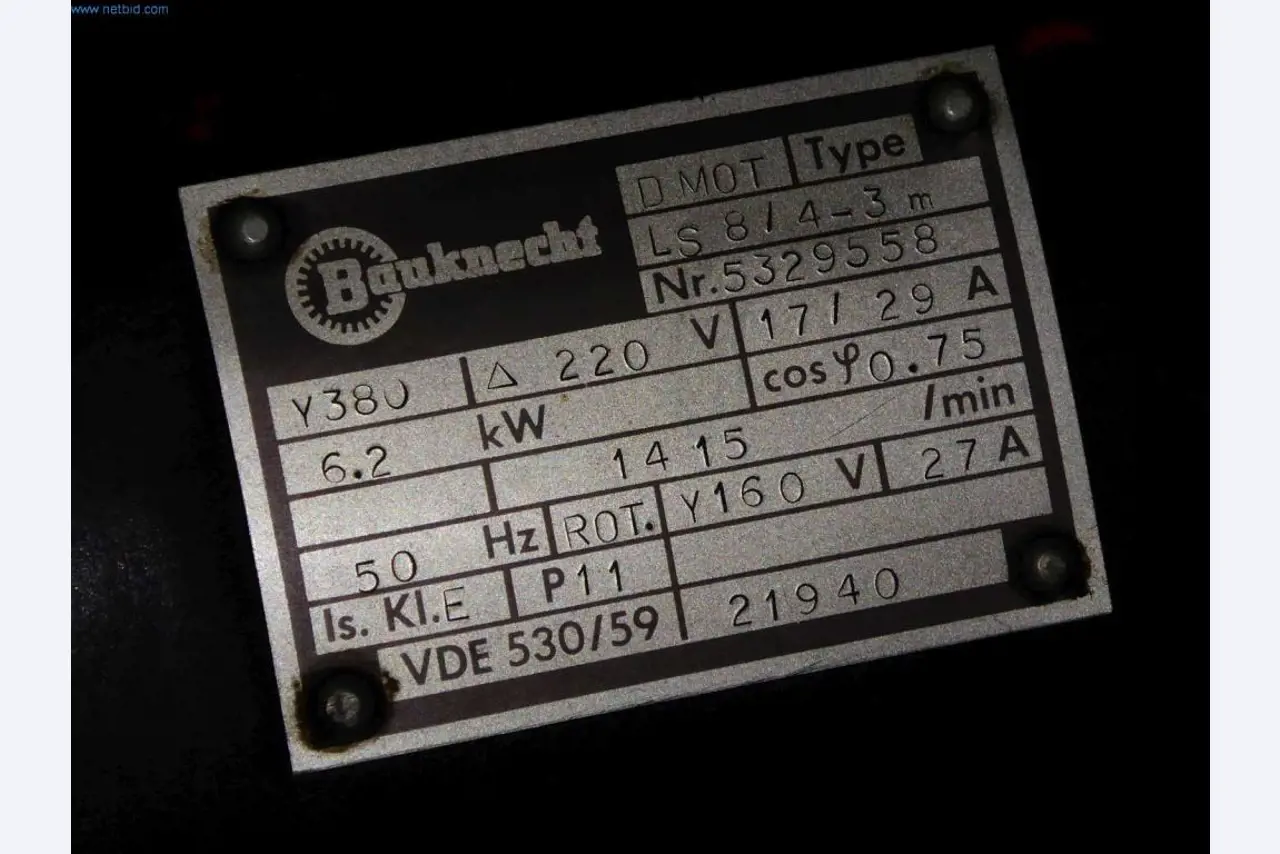 www.netbid.com
Bauknecht
D MOT Type
LS 8/4-3 m
Nr.5329558
Y380 △ 220 V 17/29 A
6.2 kW cosφ0.75
1415 /min
50 Hz ROT. Y160 V 27 A
Is. Kl.E P11
VDE 530/59 21940